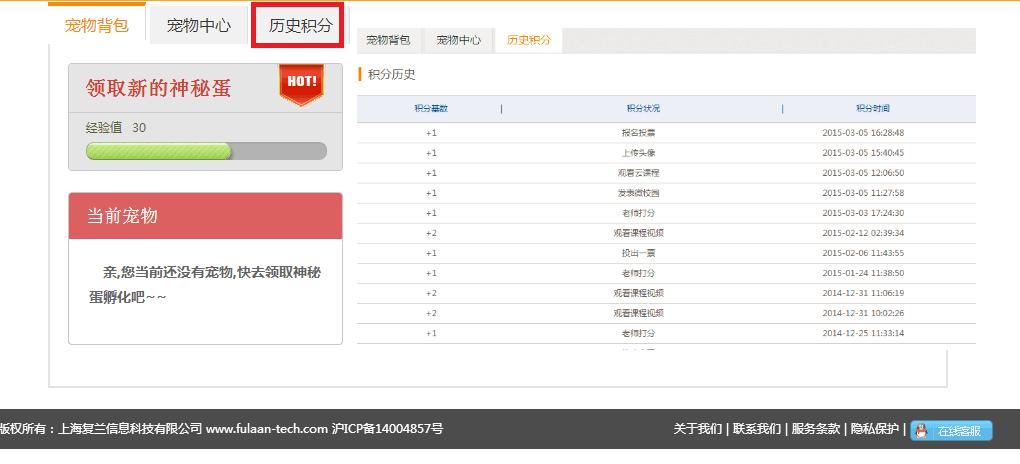 宠物背包 宠物中心 历史积分
领取新的神秘蛋 HOT!
经验值 30
当前宠物
亲,您当前还没有宠物,快去领取神秘
蛋孵化吧~~
宠物背包 宠物中心 历史积分
积分历史
积分基数 | 积分状况 | 积分时间
+1 报名投票 2015-03-05 16:28:48
+1 上传头像 2015-03-05 15:40:45
+1 观看云课程 2015-03-05 12:06:50
+1 发表微校园 2015-03-05 11:27:58
+1 老师打分 2015-03-03 17:24:30
+2 观看课程视频 2015-02-12 02:39:34
+1 投出一票 2015-02-06 11:43:55
+1 老师打分 2015-01-24 11:38:50
+2 观看课程视频 2014-12-31 11:06:19
+2 观看课程视频 2014-12-31 10:02:26
+1 老师打分 2014-12-25 11:33:14
版权所有：上海复兰信息科技有限公司 www.fulaan-tech.com 沪ICP备14004857号
关于我们 | 联系我们 | 服务条款 | 隐私保护 | 在线客服